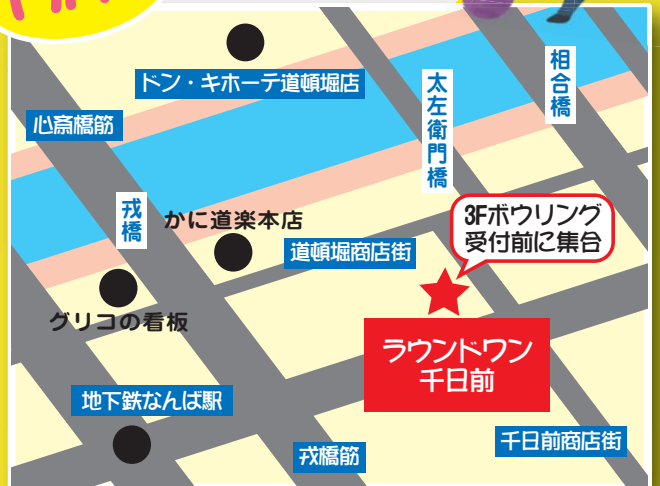 ドン・キホーテ道頓堀店
相合橋
太左衛門橋
心斎橋筋
戎橋
かに道楽本店
3Fボウリング
受付前に集合
道頓堀商店街
グリコの看板
ラウンドワン
千日前
地下鉄なんば駅
戎橋筋
千日前商店街